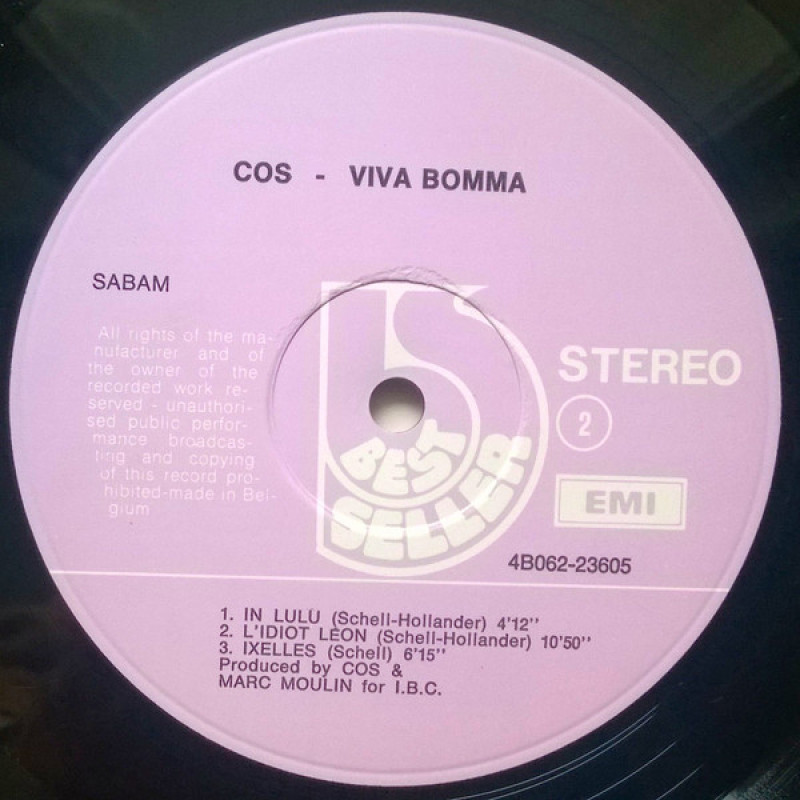 COS - VIVA BOMMA
SABAM
All rights of the ma-
nufacturer and of
the owner of the
recorded work re-
served - unauthori-
sed public perfor-
mance broadcas-
ting and copying
of this record pro-
hibited-made in Bel-
gium
BEST
SELLER
STEREO
2
EMI
4B062-23605
1. IN LULU (Schell-Hollander) 4'12''
2. L'IDIOT LÉON (Schell-Hollander) 10'50''
3. IXELLES (Schell) 6'15''
Produced by COS &
MARC MOULIN for I.B.C.